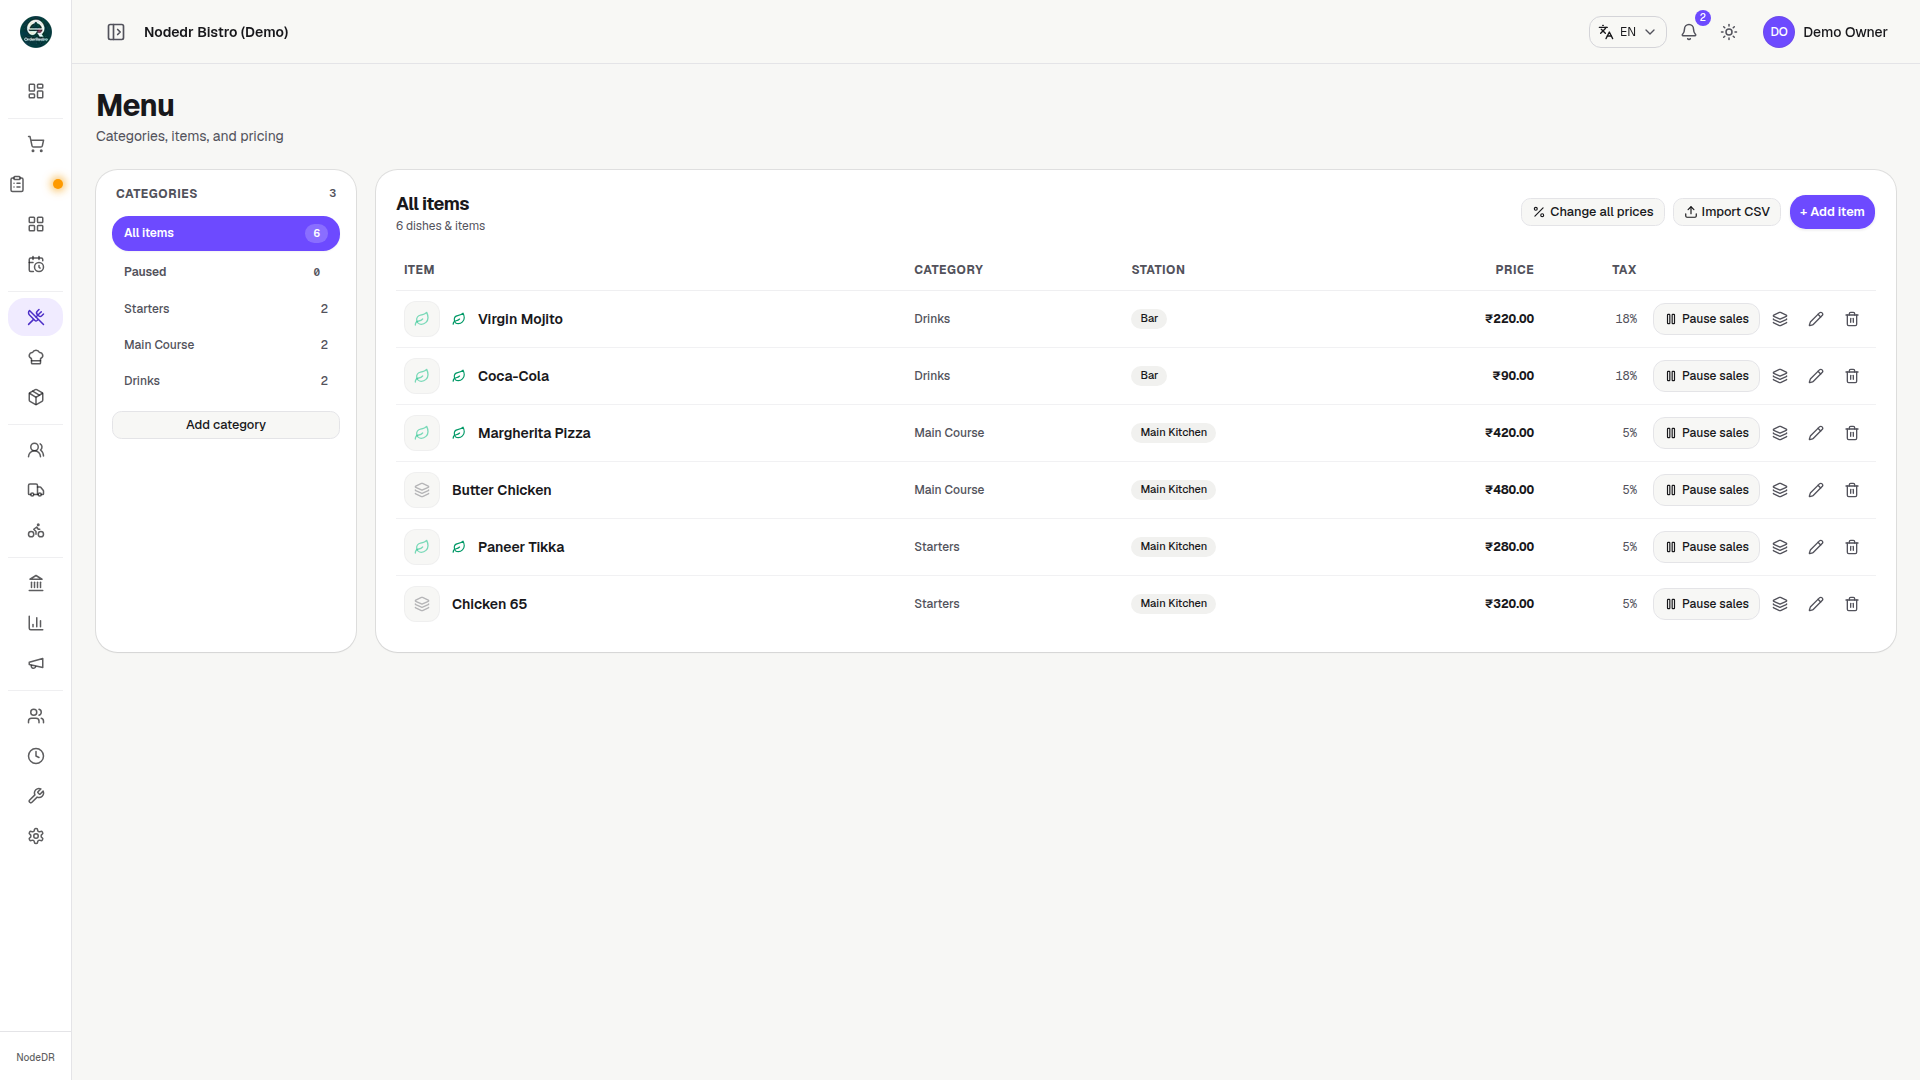 Nodedr Bistro (Demo)
EN
2
DO
Demo Owner
Menu
Categories, items, and pricing
CATEGORIES 3
All items 6
Paused 0
Starters 2
Main Course 2
Drinks 2
Add category
All items
6 dishes & items
Change all prices
Import CSV
+ Add item
ITEM CATEGORY STATION PRICE TAX
Virgin Mojito Drinks Bar ₹220.00 18% Pause sales
Coca-Cola Drinks Bar ₹90.00 18% Pause sales
Margherita Pizza Main Course Main Kitchen ₹420.00 5% Pause sales
Butter Chicken Main Course Main Kitchen ₹480.00 5% Pause sales
Paneer Tikka Starters Main Kitchen ₹280.00 5% Pause sales
Chicken 65 Starters Main Kitchen ₹320.00 5% Pause sales
NodeDR